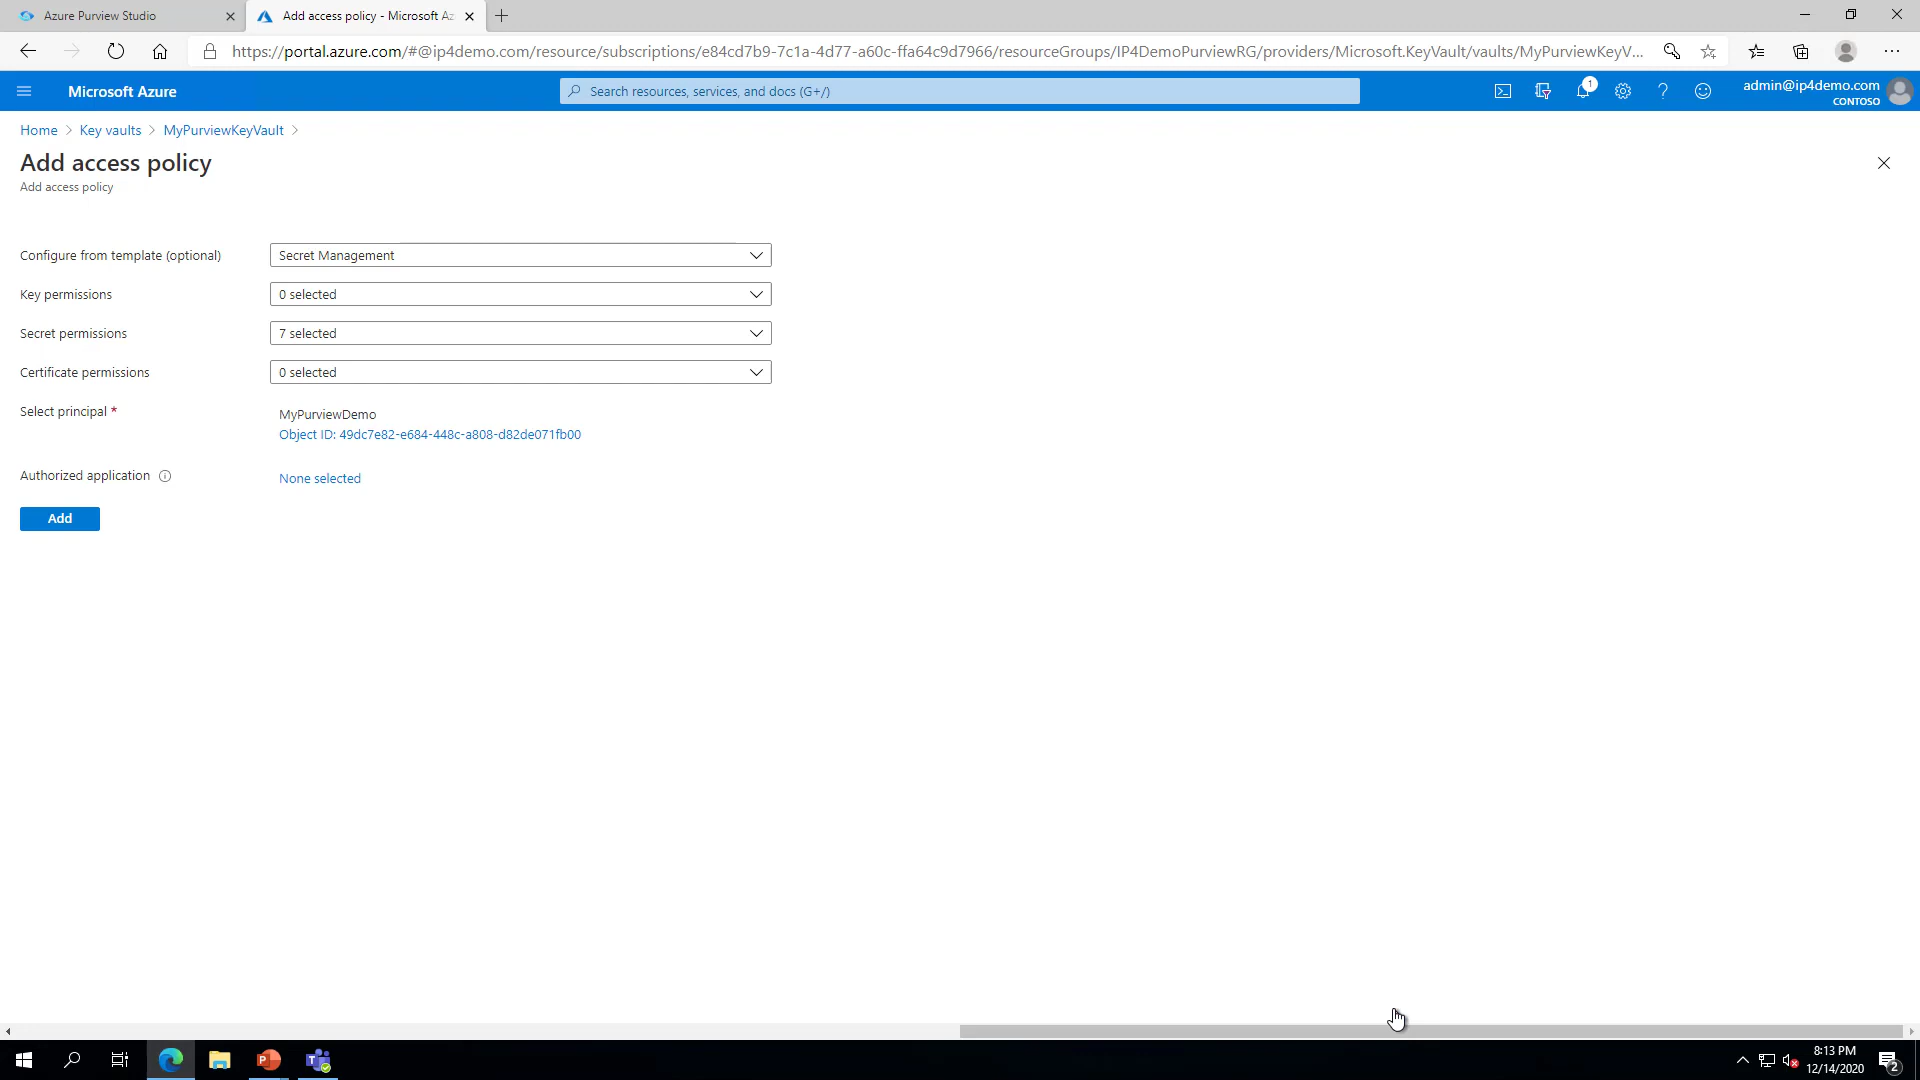 Azure Purview Studio
Add access policy - Microsoft Az
https://portal.azure.com/#@ip4demo.com/resource/subscriptions/e84cd7b9-7c1a-4d77-a60c-ffa64c9d7966/resourceGroups/IP4DemoPurviewRG/providers/Microsoft.KeyVault/vaults/MyPurviewKeyV...
Microsoft Azure
Search resources, services, and docs (G+/)
1
admin@ip4demo.com
CONTOSO
Home > Key vaults > MyPurviewKeyVault >
Add access policy
Add access policy
Configure from template (optional)
Secret Management
Key permissions
0 selected
Secret permissions
7 selected
Certificate permissions
0 selected
Select principal *
MyPurviewDemo
Object ID: 49dc7e82-e684-448c-a808-d82de071fb00
Authorized application
None selected
Add
8:13 PM
12/14/2020
2